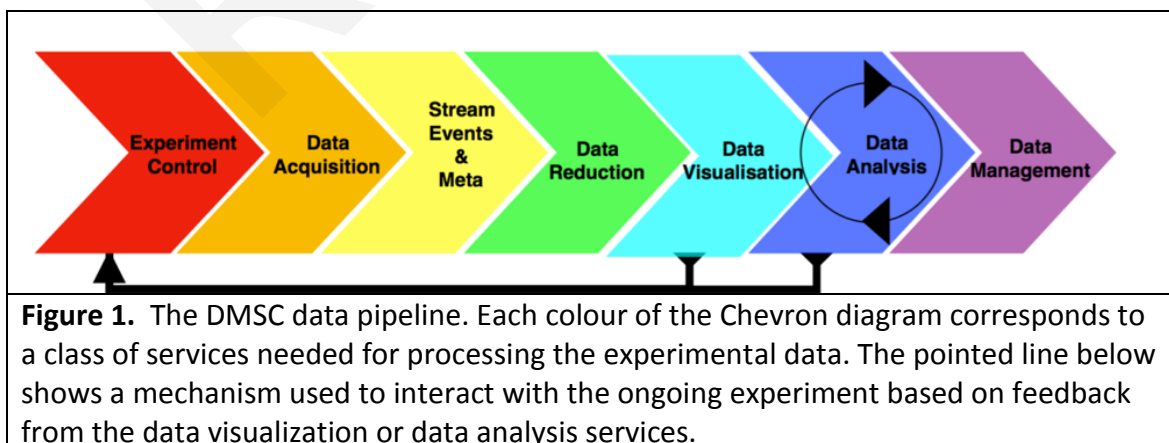 Experiment
Control
Data
Acquisition
Stream
Events
&
Meta
Data
Reduction
Data
Visualisation
Data
Analysis
Data
Management
Figure 1. The DMSC data pipeline. Each colour of the Chevron diagram corresponds to
a class of services needed for processing the experimental data. The pointed line below
shows a mechanism used to interact with the ongoing experiment based on feedback
from the data visualization or data analysis services.